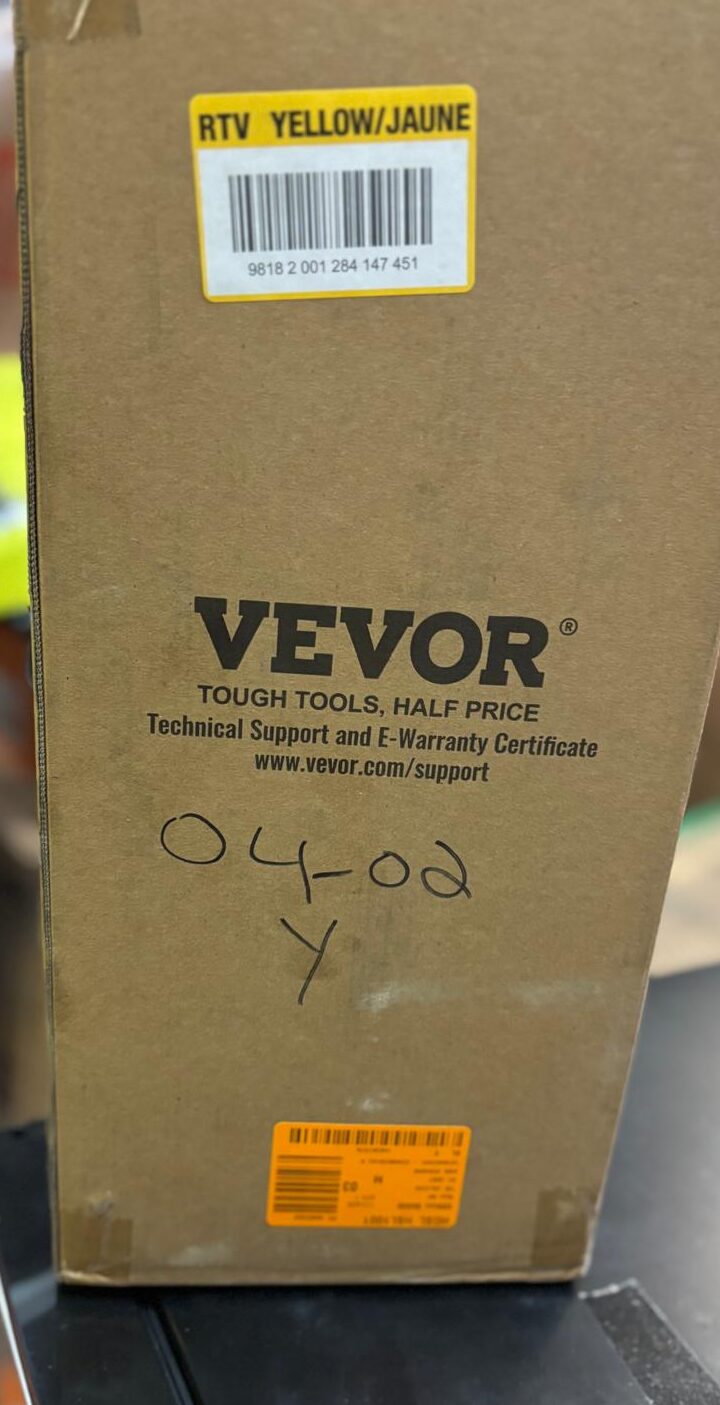 RTV YELLOW/JAUNE
9818 2 001 284 147 451
VEVOR®
TOUGH TOOLS, HALF PRICE
Technical Support and E-Warranty Certificate
www.vevor.com/support
04-02
Y
03